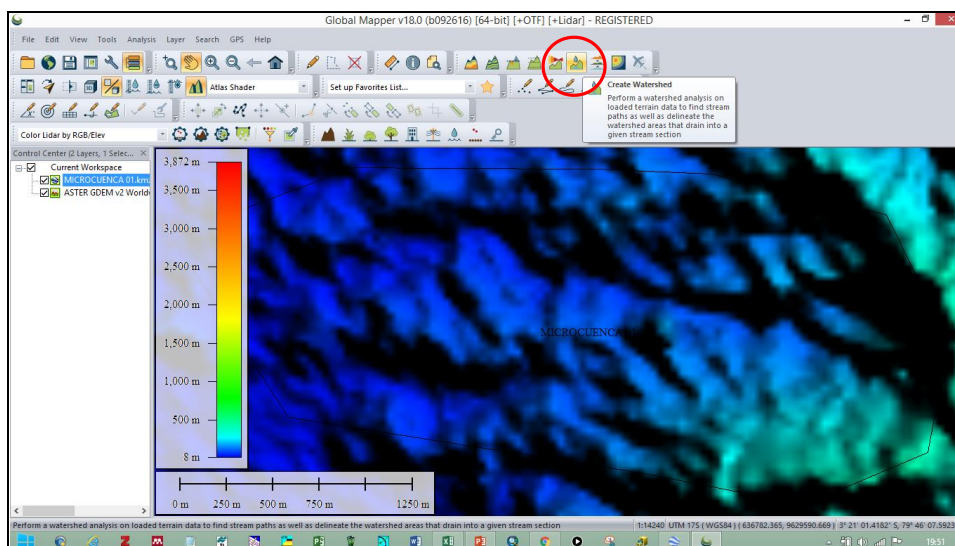 Global Mapper v18.0 (b092616) [64-bit] [+OTF] [+Lidar] - REGISTERED
File Edit View Tools Analysis Layer Search GPS Help
Atlas Shader
Set up Favorites List...
Create Watershed
Perform a watershed analysis on
loaded terrain data to find stream
paths as well as delineate the
watershed areas that drain into a
given stream section
Color Lidar by RGB/Elev
Control Center (2 Layers, 1 Selec...
Current Workspace
MICROCUENCA 01.kmz
ASTER GDEM v2 Worldw
3,872 m
3,500 m
3,000 m
2,500 m
2,000 m
1,500 m
1,000 m
500 m
8 m
MICROCUENCA
0 m 250 m 500 m 750 m 1250 m
Perform a watershed analysis on loaded terrain data to find stream paths as well as delineate the watershed areas that drain into a given stream section
1:14240 UTM 17S (WGS84) ( 636782.365, 9629590.669 ) 3° 21' 01.4182" S, 79° 46' 07.5923
19:51